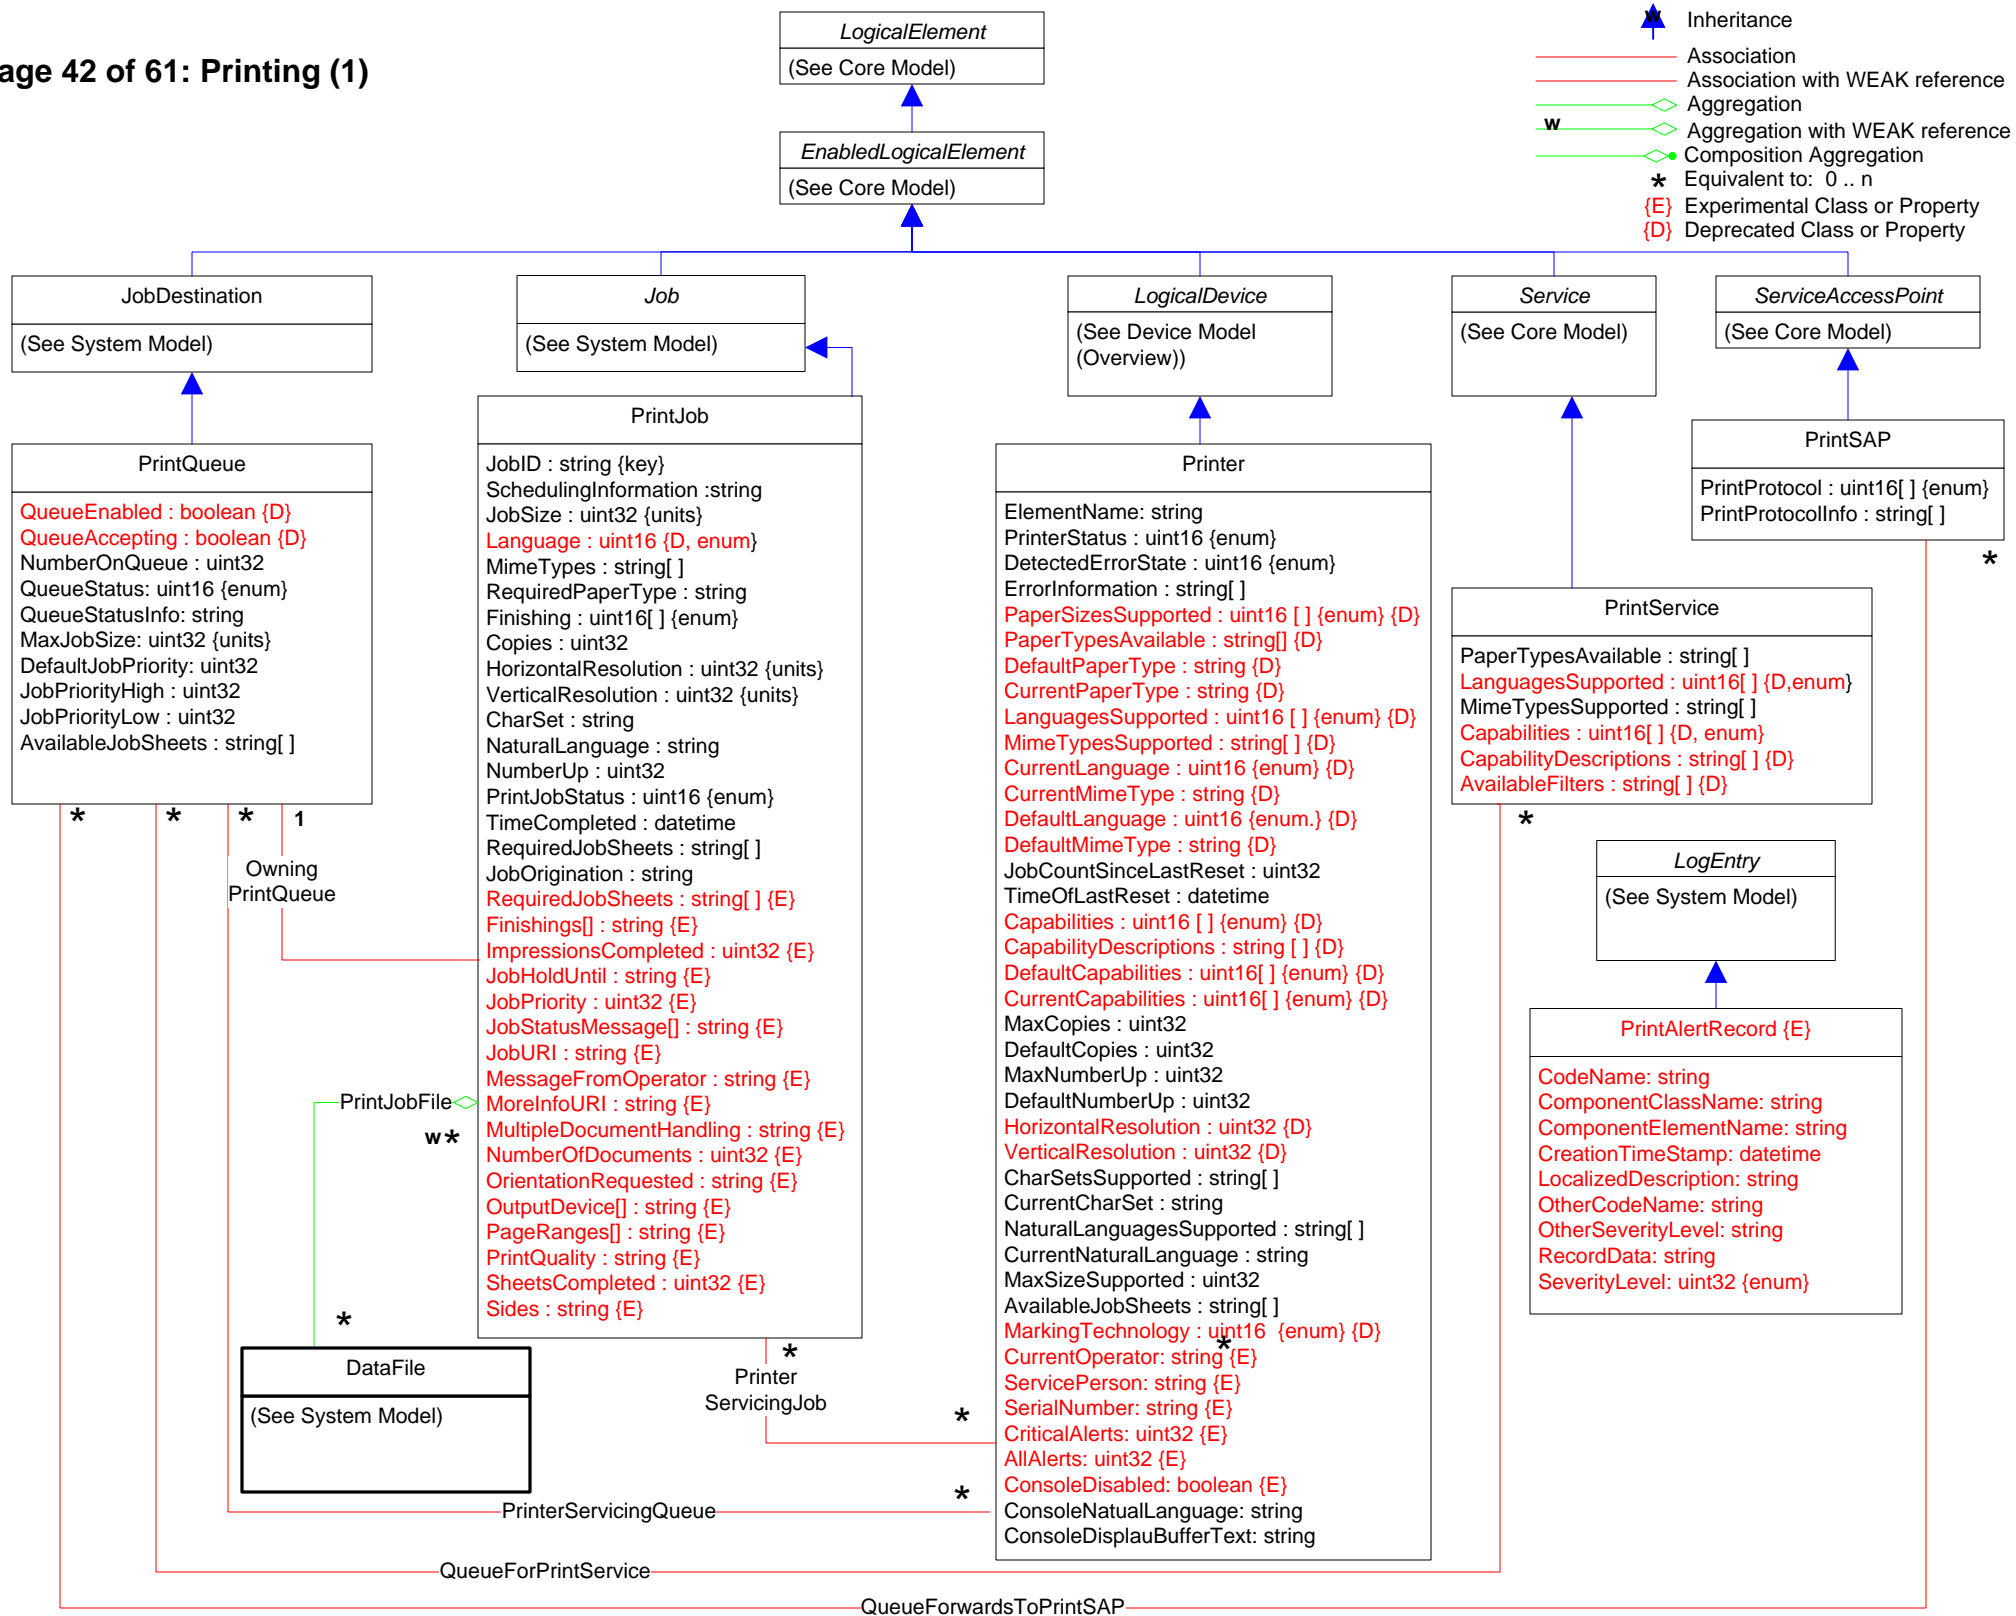 age 42 of 61: Printing (1)
w Inheritance
Association
Association with WEAK reference
Aggregation
w Aggregation with WEAK reference
Composition Aggregation
* Equivalent to: 0 .. n
{E} Experimental Class or Property
{D} Deprecated Class or Property
LogicalElement
(See Core Model)
EnabledLogicalElement
(See Core Model)
JobDestination
(See System Model)
Job
(See System Model)
LogicalDevice
(See Device Model
(Overview))
Service
(See Core Model)
ServiceAccessPoint
(See Core Model)
PrintQueue
QueueEnabled : boolean {D}
QueueAccepting : boolean {D}
NumberOnQueue : uint32
QueueStatus: uint16 {enum}
QueueStatusInfo: string
MaxJobSize: uint32 {units}
DefaultJobPriority: uint32
JobPriorityHigh : uint32
JobPriorityLow : uint32
AvailableJobSheets : string[ ]
* * * 1
Owning
PrintQueue
PrintJob
JobID : string {key}
SchedulingInformation :string
JobSize : uint32 {units}
Language : uint16 {D, enum}
MimeTypes : string[ ]
RequiredPaperType : string
Finishing : uint16[ ] {enum}
Copies : uint32
HorizontalResolution : uint32 {units}
VerticalResolution : uint32 {units}
CharSet : string
NaturalLanguage : string
NumberUp : uint32
PrintJobStatus : uint16 {enum}
TimeCompleted : datetime
RequiredJobSheets : string[ ]
JobOrigination : string
RequiredJobSheets : string[ ] {E}
Finishings[] : string {E}
ImpressionsCompleted : uint32 {E}
JobHoldUntil : string {E}
JobPriority : uint32 {E}
JobStatusMessage[] : string {E}
JobURI : string {E}
MessageFromOperator : string {E}
MoreInfoURI : string {E}
MultipleDocumentHandling : string {E}
NumberOfDocuments : uint32 {E}
OrientationRequested : string {E}
OutputDevice[] : string {E}
PageRanges[] : string {E}
PrintQuality : string {E}
SheetsCompleted : uint32 {E}
Sides : string {E}
PrintJobFile
w *
*
DataFile
(See System Model)
*
Printer
ServicingJob
*
Printer
ElementName: string
PrinterStatus : uint16 {enum}
DetectedErrorState : uint16 {enum}
ErrorInformation : string[ ]
PaperSizesSupported : uint16 [ ] {enum} {D}
PaperTypesAvailable : string[] {D}
DefaultPaperType : string {D}
CurrentPaperType : string {D}
LanguagesSupported : uint16 [ ] {enum} {D}
MimeTypesSupported : string[ ] {D}
CurrentLanguage : uint16 {enum} {D}
CurrentMimeType : string {D}
DefaultLanguage : uint16 {enum.} {D}
DefaultMimeType : string {D}
JobCountSinceLastReset : uint32
TimeOfLastReset : datetime
Capabilities : uint16 [ ] {enum} {D}
CapabilityDescriptions : string [ ] {D}
DefaultCapabilities : uint16[ ] {enum} {D}
CurrentCapabilities : uint16[ ] {enum} {D}
MaxCopies : uint32
DefaultCopies : uint32
MaxNumberUp : uint32
DefaultNumberUp : uint32
HorizontalResolution : uint32 {D}
VerticalResolution : uint32 {D}
CharSetsSupported : string[ ]
CurrentCharSet : string
NaturalLanguagesSupported : string[ ]
CurrentNaturalLanguage : string
MaxSizeSupported : uint32
AvailableJobSheets : string[ ]
MarkingTechnology : uint16 {enum} {D}
*
CurrentOperator: string {E}
ServicePerson: string {E}
SerialNumber: string {E}
CriticalAlerts: uint32 {E}
AllAlerts: uint32 {E}
ConsoleDisabled: boolean {E}
ConsoleNatualLanguage: string
ConsoleDisplauBufferText: string
PrintSAP
PrintProtocol : uint16[ ] {enum}
PrintProtocolInfo : string[ ]
*
PrintService
PaperTypesAvailable : string[ ]
LanguagesSupported : uint16[ ] {D,enum}
MimeTypesSupported : string[ ]
Capabilities : uint16[ ] {D, enum}
CapabilityDescriptions : string[ ] {D}
AvailableFilters : string[ ] {D}
*
LogEntry
(See System Model)
PrintAlertRecord {E}
CodeName: string
ComponentClassName: string
ComponentElementName: string
CreationTimeStamp: datetime
LocalizedDescription: string
OtherCodeName: string
OtherSeverityLevel: string
RecordData: string
SeverityLevel: uint32 {enum}
*
PrinterServicingQueue
QueueForPrintService
QueueForwardsToPrintSAP